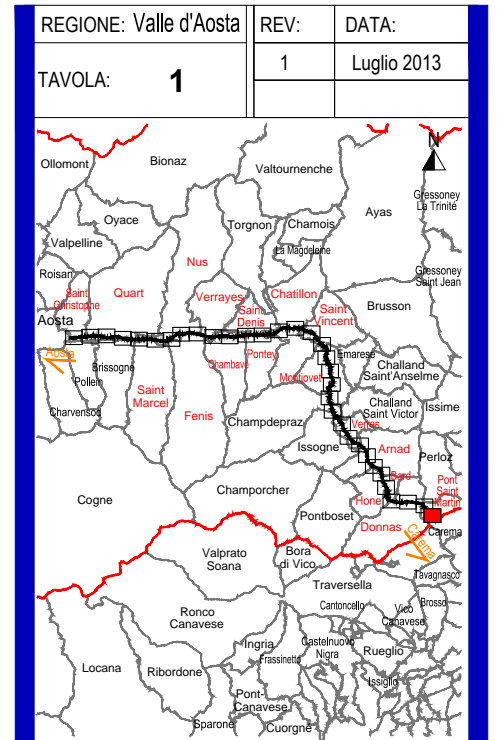 REGIONE: Valle d'Aosta
REV:
DATA:
TAVOLA: 1
1
Luglio 2013
N
Ollomont
Bionaz
Valtournenche
Gressoney
La Trinité
Ayas
Oyace
Torgnon
Chamois
Valpelline
La Magdeleine
Nus
Roisan
Gressoney
Saint Jean
Saint
Christophe
Quart
Verrayes
Chatillon
Saint
Denis
Saint
Vincent
Brusson
Aosta
Aosta
Brissogne
Pollein
Charvensod
Saint
Marcel
Fenis
Chambave
Pontey
Montjovet
Emarese
Challand
Saint'Anselme
Challand
Saint Victor
Issime
Champdepraz
Verres
Issogne
Arnad
Perloz
Bard
Pont
Saint
Martin
Cogne
Champorcher
Hone
Pontboset
Donnas
Carema
Carema
Valprato
Soana
Bora
di Vico
Traversella
Tavagnasco
Ronco
Canavese
Cantoncello
Vico
Canavese
Brosso
Ingria
Frassinetto
Castelnuovo
Nigra
Rueglio
Locana
Ribordone
Issiglio
Pont-
Canavese
Sparone
Cuorgne'